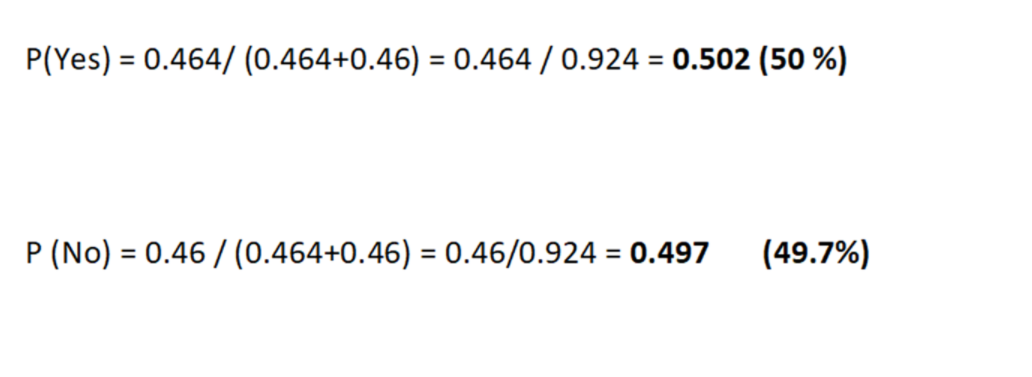 P(Yes) = 0.464/ (0.464+0.46) = 0.464 / 0.924 = 0.502 (50 %)
P (No) = 0.46 / (0.464+0.46) = 0.46/0.924 = 0.497 (49.7%)